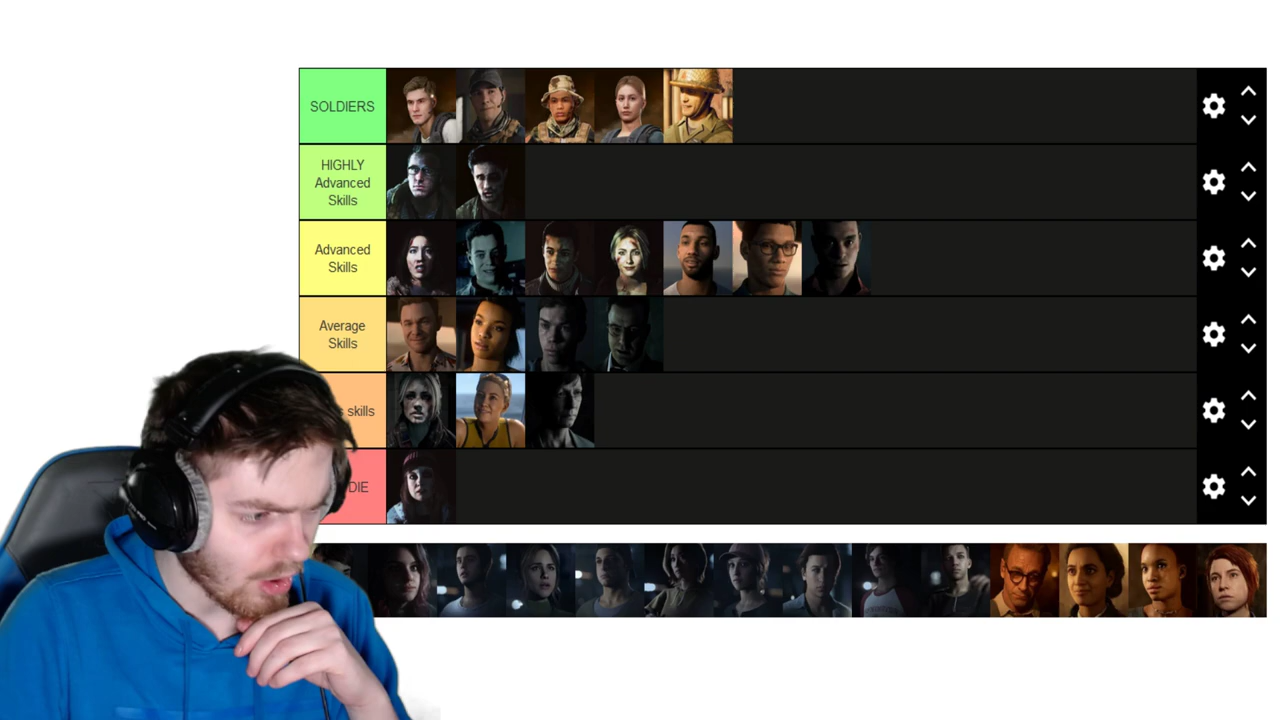 SOLDIERS
HIGHLY
Advanced
Skills
Advanced
Skills
Average
Skills
skills
DIE